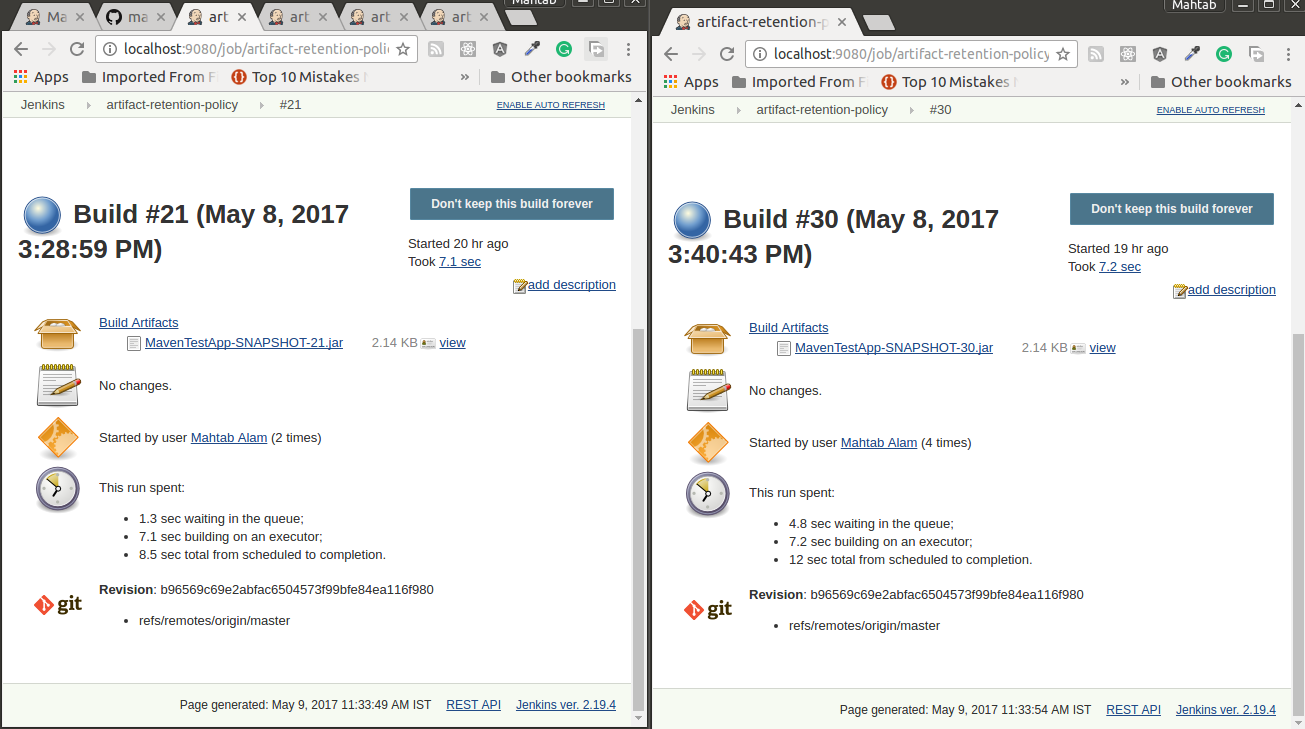 Mahtab
Ma
ma
art
art
art
art
localhost:9080/job/artifact-retention-poli
Apps
Imported From F
Top 10 Mistakes
»
Other bookmarks
Jenkins
artifact-retention-policy
#21
ENABLE AUTO REFRESH
Build #21 (May 8, 2017
3:28:59 PM)
Don't keep this build forever
Started 20 hr ago
Took 7.1 sec
add description
Build Artifacts
MavenTestApp-SNAPSHOT-21.jar 2.14 KB view
No changes.
Started by user Mahtab Alam (2 times)
This run spent:
• 1.3 sec waiting in the queue;
• 7.1 sec building on an executor;
• 8.5 sec total from scheduled to completion.
Revision: b96569c69e2abfac6504573f99bfe84ea116f980
git
• refs/remotes/origin/master
Page generated: May 9, 2017 11:33:49 AM IST REST API Jenkins ver. 2.19.4
Mahtab
artifact-retention-p
localhost:9080/job/artifact-retention-policy
Apps
Imported From F
Top 10 Mistakes
»
Other bookmarks
Jenkins
artifact-retention-policy
#30
ENABLE AUTO REFRESH
Build #30 (May 8, 2017
3:40:43 PM)
Don't keep this build forever
Started 19 hr ago
Took 7.2 sec
add description
Build Artifacts
MavenTestApp-SNAPSHOT-30.jar 2.14 KB view
No changes.
Started by user Mahtab Alam (4 times)
This run spent:
• 4.8 sec waiting in the queue;
• 7.2 sec building on an executor;
• 12 sec total from scheduled to completion.
Revision: b96569c69e2abfac6504573f99bfe84ea116f980
git
• refs/remotes/origin/master
Page generated: May 9, 2017 11:33:54 AM IST REST API Jenkins ver. 2.19.4